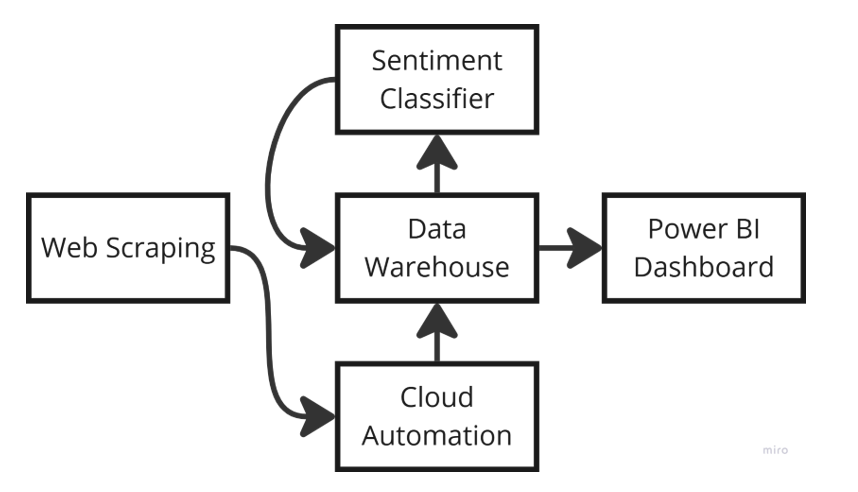 Sentiment
Classifier
Web Scraping
Data
Warehouse
Power BI
Dashboard
Cloud
Automation
miro